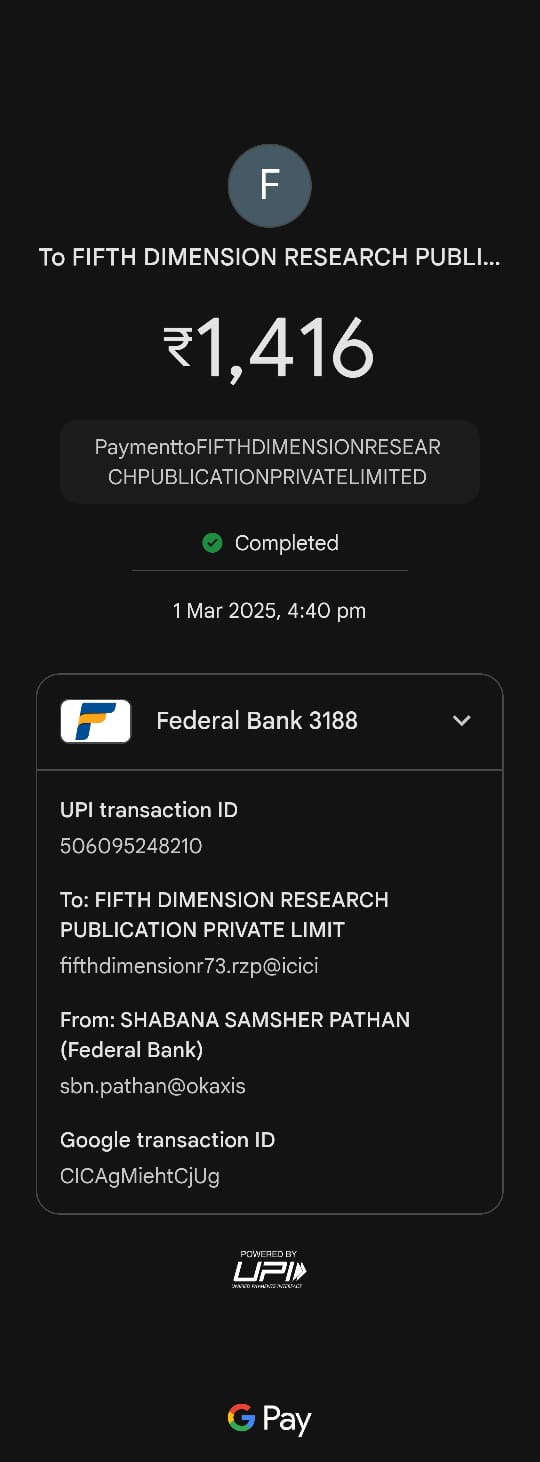 F
To FIFTH DIMENSION RESEARCH PUBLI...
₹1,416
PaymenttoFIFTHDIMENSIONRESEAR
CHPUBLICATIONPRIVATELIMITED
Completed
1 Mar 2025, 4:40 pm
Federal Bank 3188
UPI transaction ID
506095248210
To: FIFTH DIMENSION RESEARCH
PUBLICATION PRIVATE LIMIT
fifthdimensionr73.rzp@icici
From: SHABANA SAMSHER PATHAN
(Federal Bank)
sbn.pathan@okaxis
Google transaction ID
CICAgMiehtCjUg
POWERED BY
UPI
UNIFIED PAYMENTS INTERFACE
G Pay